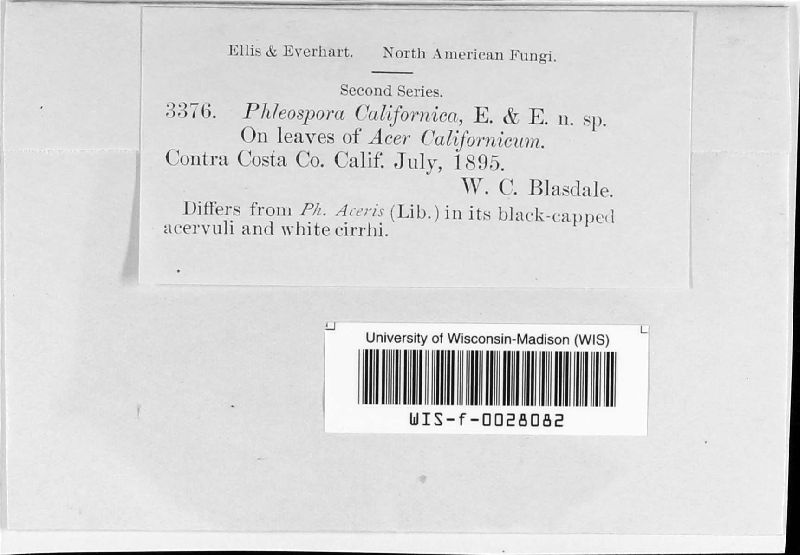 Ellis & Everhart. North American Fungi.
Second Series.
3376. Phleospora Californica, E. & E. n. sp.
On leaves of Acer Californicum.
Contra Costa Co. Calif. July, 1895.
W. C. Blasdale.
Differs from Ph. Aceris (Lib.) in its black-capped
acervuli and white cirrhi.
University of Wisconsin-Madison (WIS)
WIS-f-0028082